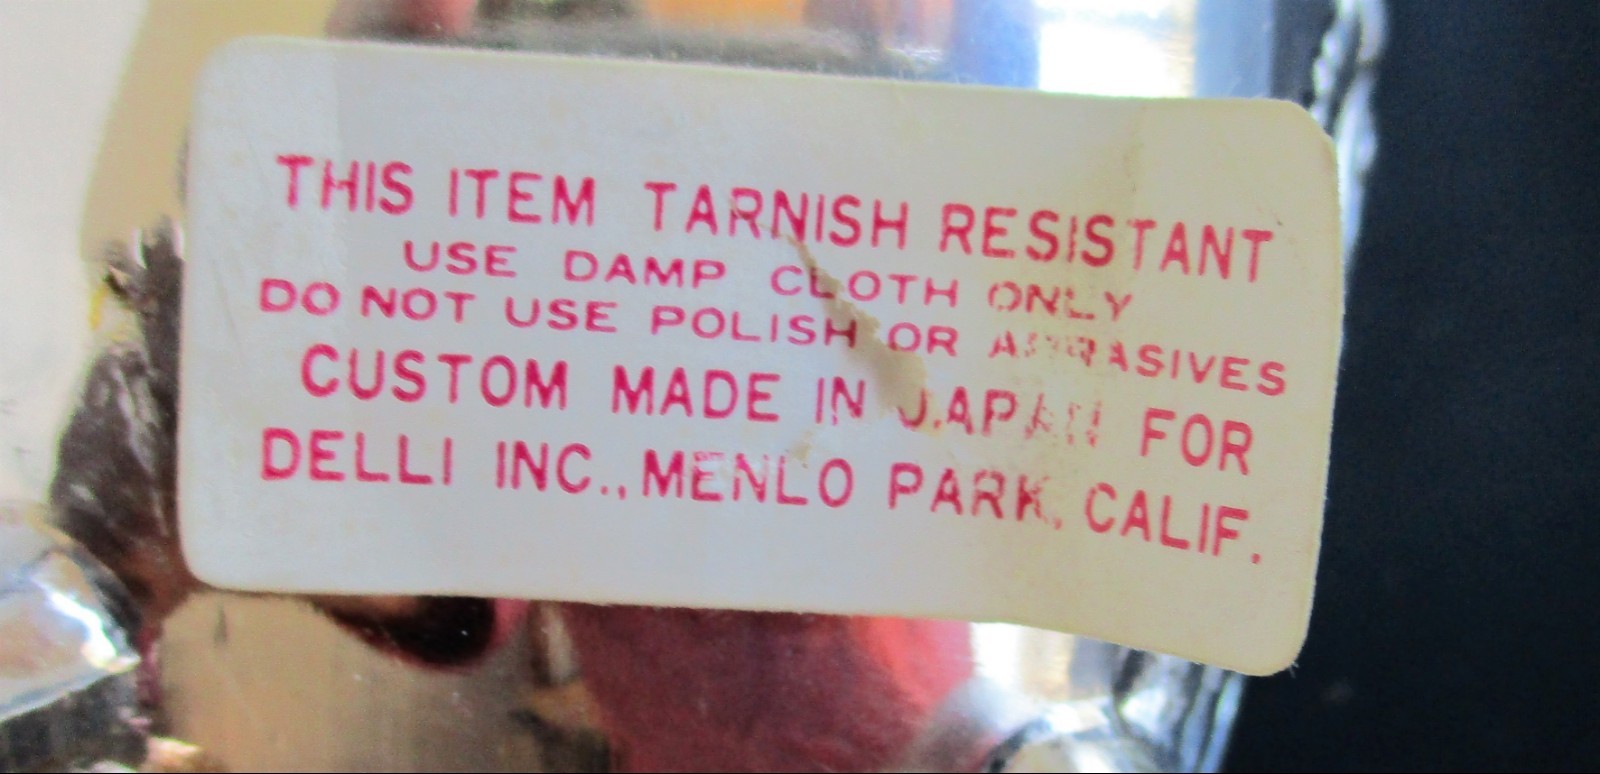 THIS ITEM TARNISH RESISTANT
USE DAMP CLOTH ONLY
DO NOT USE POLISH OR ABRASIVES
CUSTOM MADE IN JAPAN FOR
DELLI INC., MENLO PARK, CALIF.